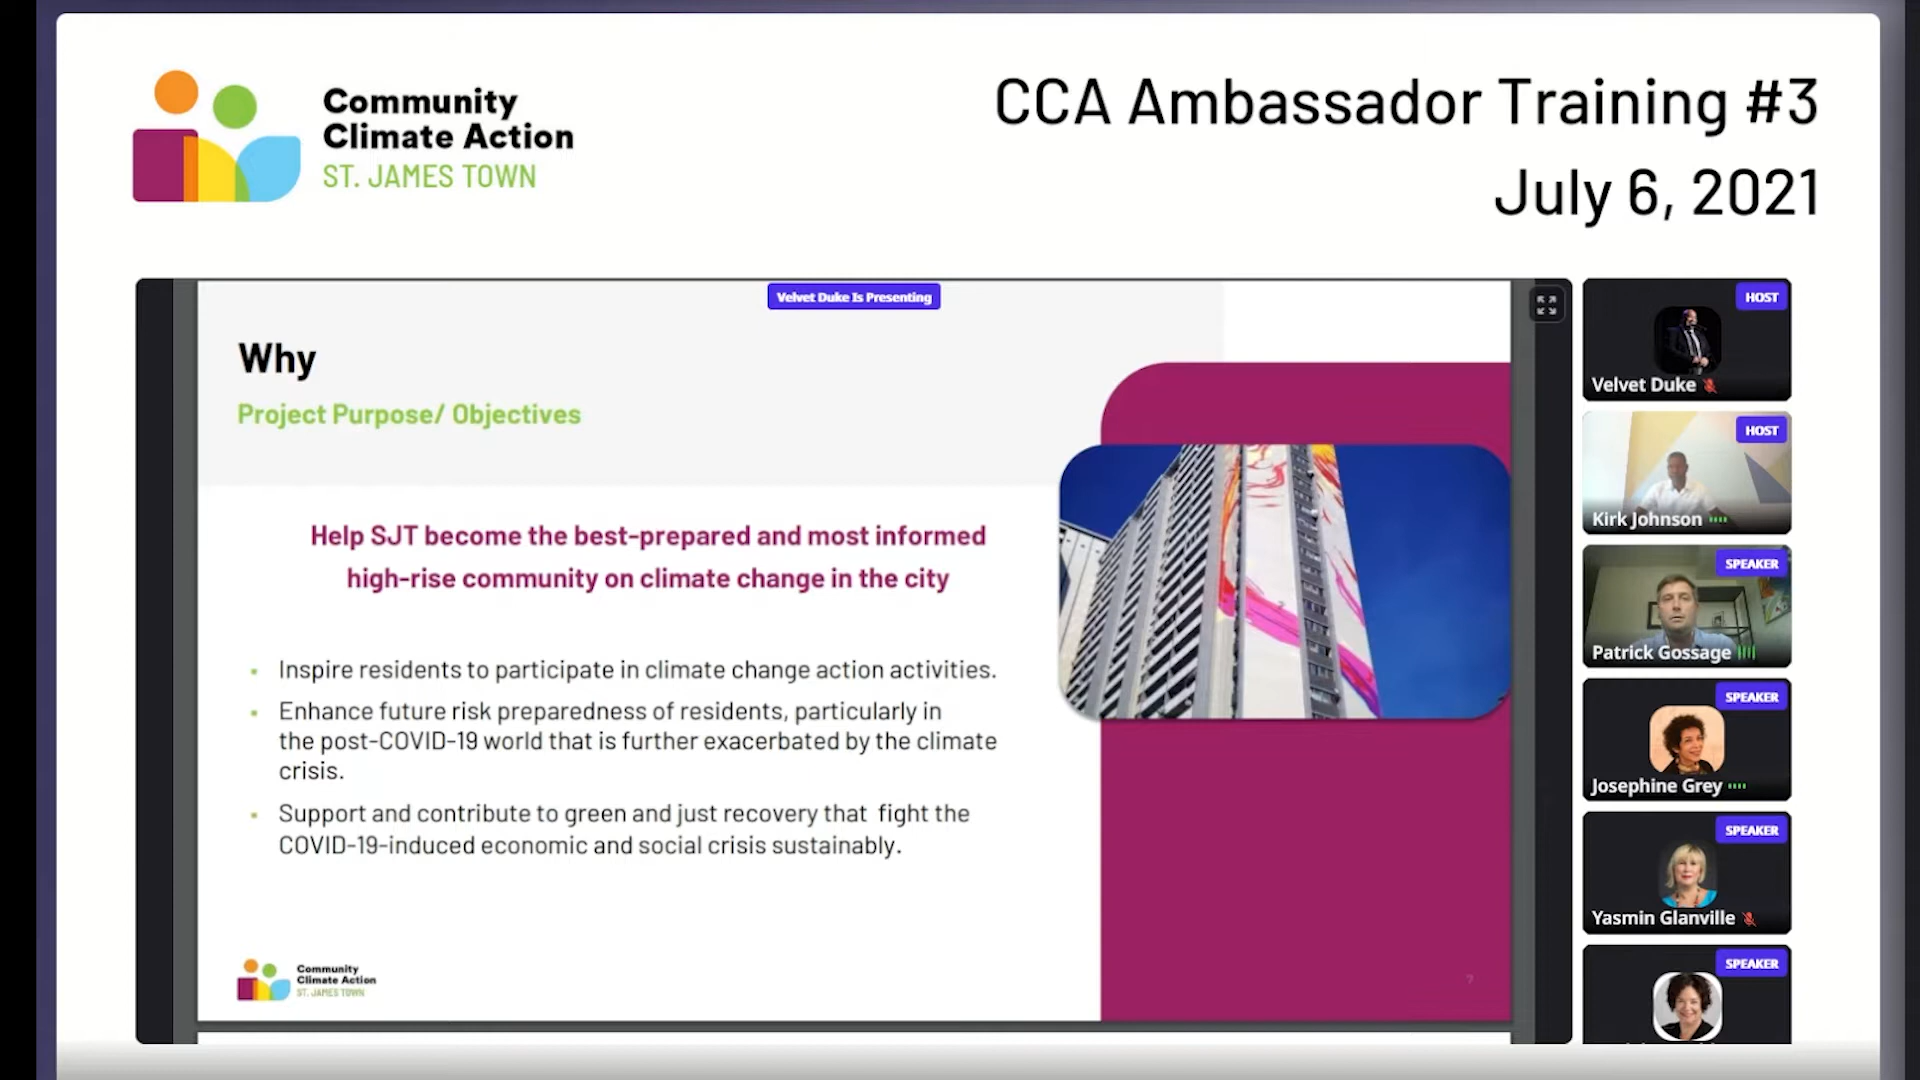 Community
Climate Action
ST. JAMES TOWN
CCA Ambassador Training #3
July 6, 2021
Velvet Duke Is Presenting
Why
Project Purpose/ Objectives
Help SJT become the best-prepared and most informed
high-rise community on climate change in the city
Inspire residents to participate in climate change action activities.
Enhance future risk preparedness of residents, particularly in
the post-COVID-19 world that is further exacerbated by the climate
crisis.
Support and contribute to green and just recovery that fight the
COVID-19-induced economic and social crisis sustainably.
Community
Climate Action
ST. JAMES TOWN
7
HOST
Velvet Duke
HOST
Kirk Johnson
SPEAKER
Patrick Gossage
SPEAKER
Josephine Grey
SPEAKER
Yasmin Glanville
SPEAKER